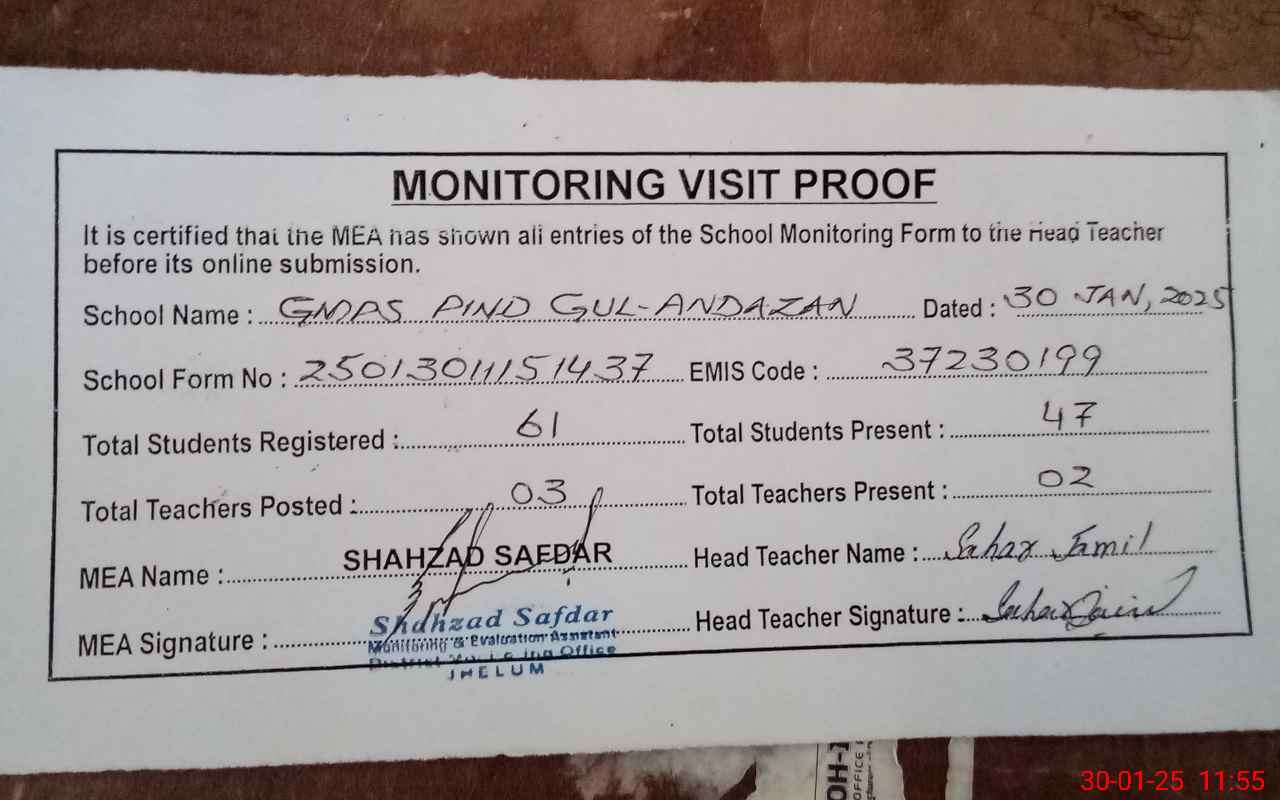 MONITORING VISIT PROOF
It is certified that the MEA has shown all entries of the School Monitoring Form to the Head Teacher
before its online submission.
School Name : GMPS PIND GUL-ANDAZAN Dated : 30 JAN, 2025
School Form No : 25013011151437 EMIS Code : 37230199
Total Students Registered : 61 Total Students Present : 47
Total Teachers Posted : 03 Total Teachers Present : 02
MEA Name : SHAHZAD SAFDAR Head Teacher Name : Sahar Jamil
MEA Signature : Head Teacher Signature :
Shahzad Safdar
Monitoring & Evaluation Assistant
District Office
JHELUM
OFFICE
30-01-25 11:55